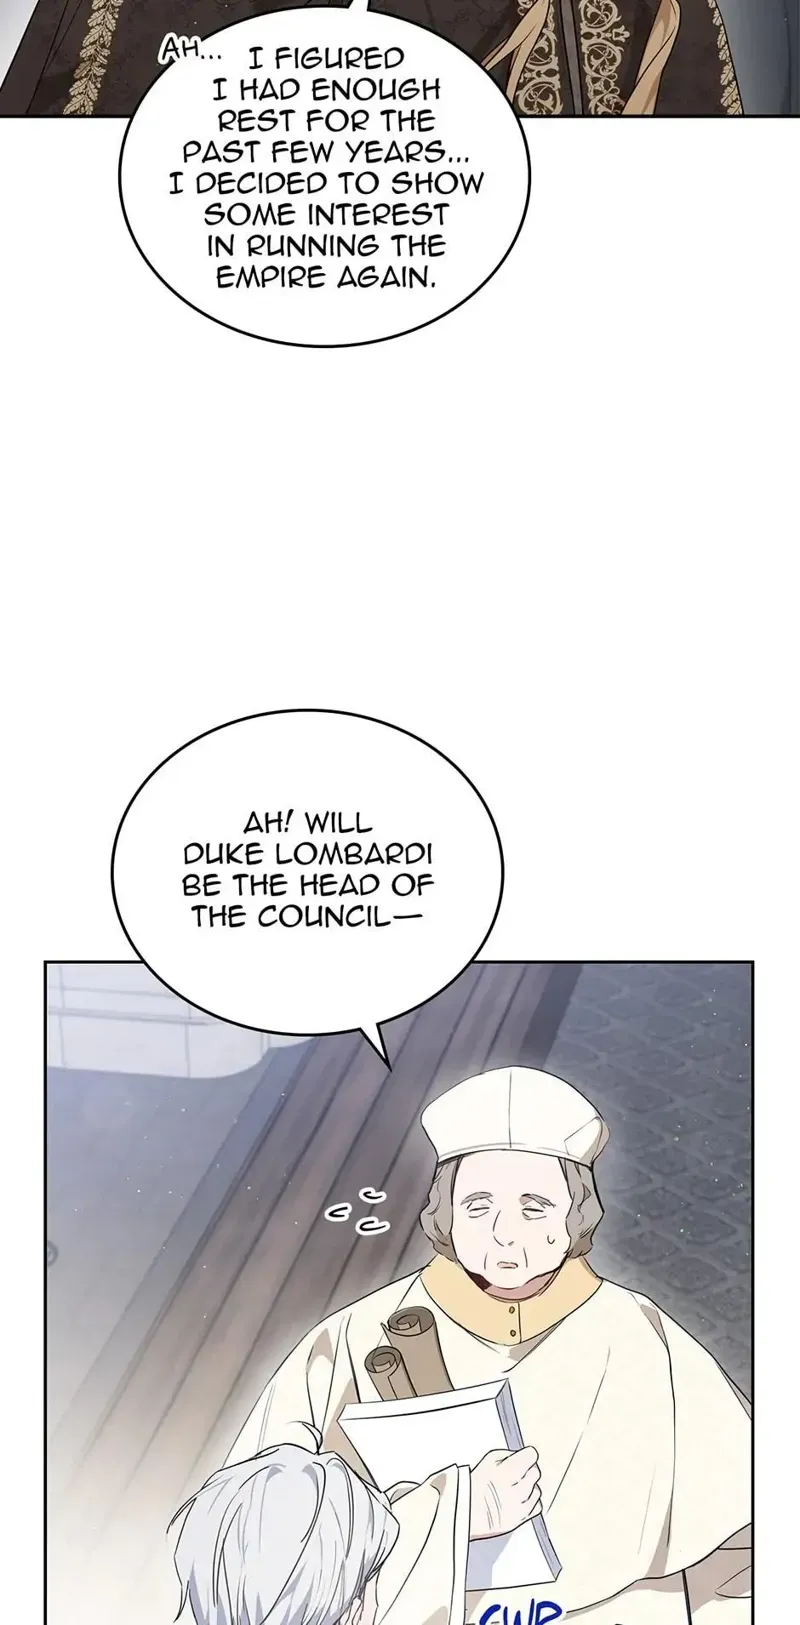 AH... I FIGURED
I HAD ENOUGH
REST FOR THE
PAST FEW YEARS...
I DECIDED TO SHOW
SOME INTEREST
IN RUNNING THE
EMPIRE AGAIN.
AH! WILL
DUKE LOMBARDI
BE THE HEAD OF
THE COUNCIL—